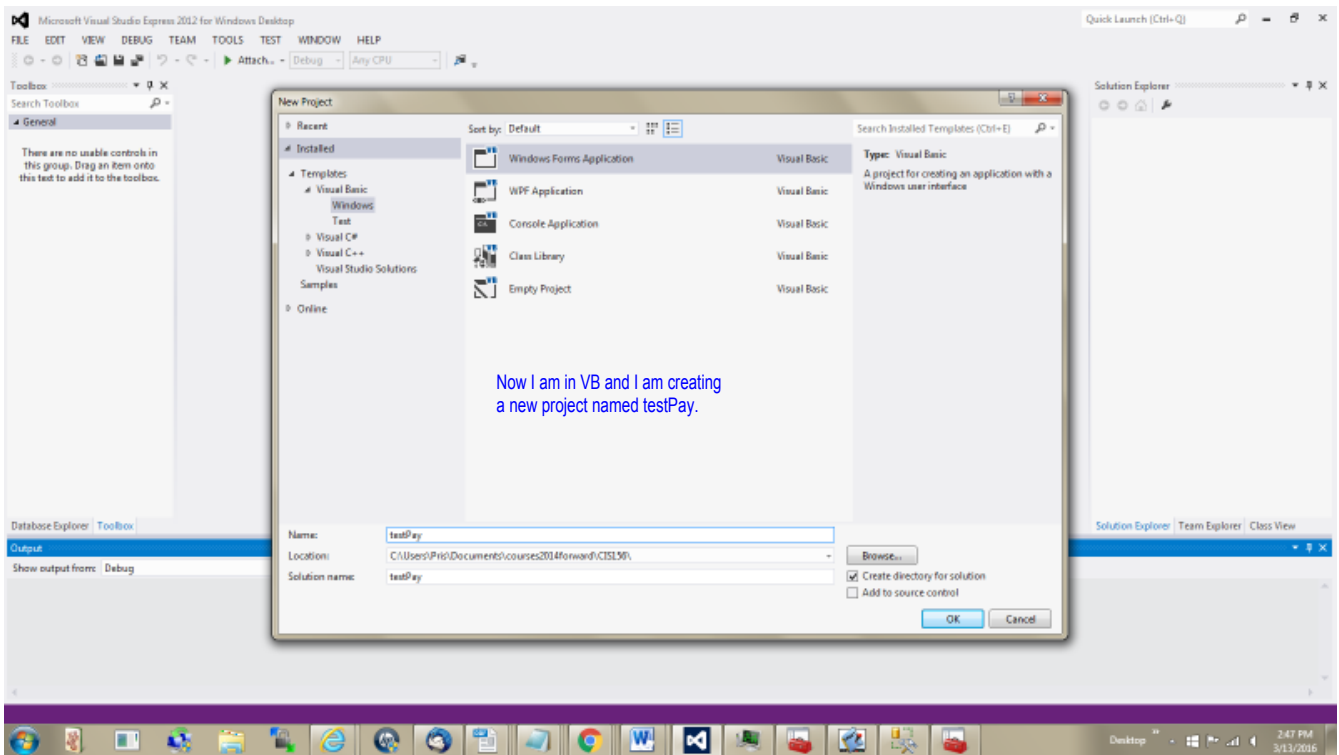 Microsoft Visual Studio Express 2012 for Windows Desktop
Quick Launch (Ctrl+Q)
FILE EDIT VIEW DEBUG TEAM TOOLS TEST WINDOW HELP
Attach... Debug Any CPU
Toolbox
Search Toolbox
General
There are no usable controls in
this group. Drag an item onto
this text to add it to the toolbox.
Solution Explorer
New Project
Recent
Installed
Templates
Visual Basic
Windows
Test
Visual C#
Visual C++
Visual Studio Solutions
Samples
Online
Sort by: Default
Search Installed Templates (Ctrl+E)
Windows Forms Application Visual Basic
WPF Application Visual Basic
Console Application Visual Basic
Class Library Visual Basic
Empty Project Visual Basic
Type: Visual Basic
A project for creating an application with a
Windows user interface
Now I am in VB and I am creating
a new project named testPay.
Name: testPay
Location: C:\Users\Pris\Documents\courses2014forward\CIS156\
Solution name: testPay
Browse...
Create directory for solution
Add to source control
OK Cancel
Database Explorer Toolbox
Solution Explorer Team Explorer Class View
Output
Show output from: Debug
Desktop
2:47 PM
3/13/2016